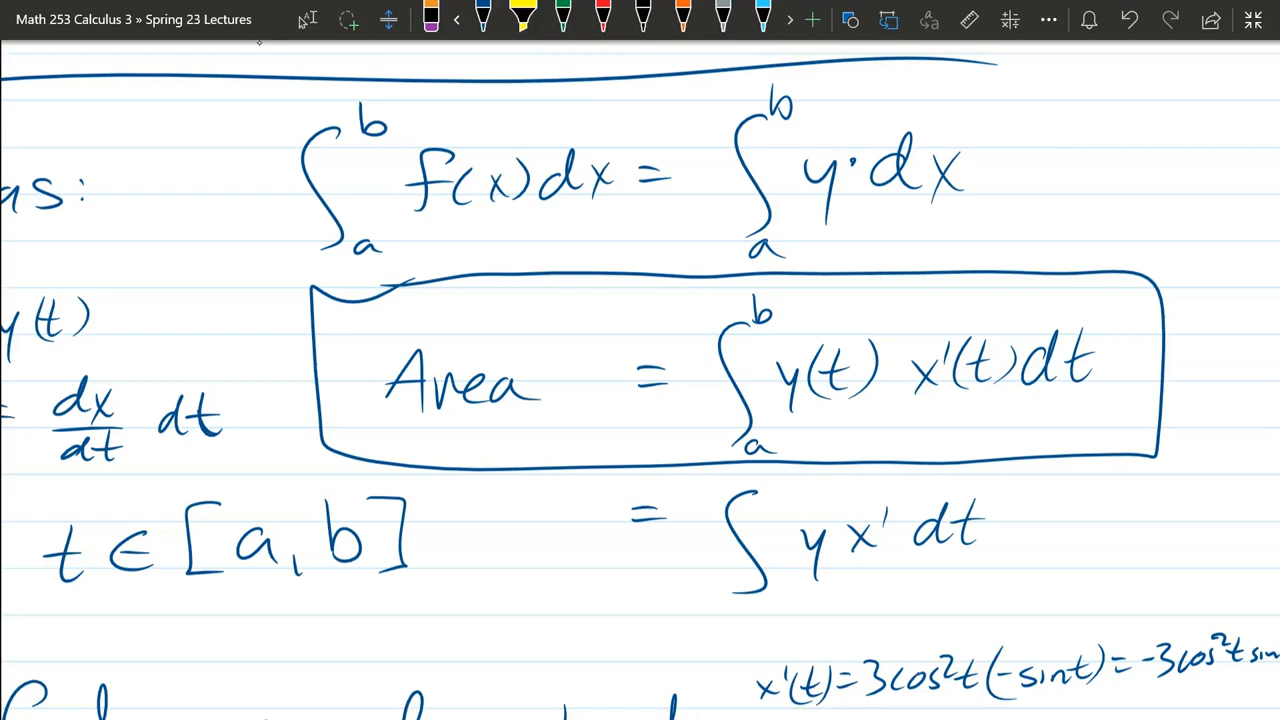 Math 253 Calculus 3 » Spring 23 Lectures
as: ∫_a^b f(x)dx = ∫_a^b y·dx
y(t)
Area = ∫_a^b y(t) x'(t)dt
= dx/dt dt
t ∈ [a, b] = ∫ y x' dt
x'(t) = 3cos²t(-sint) = -3cos²t sin